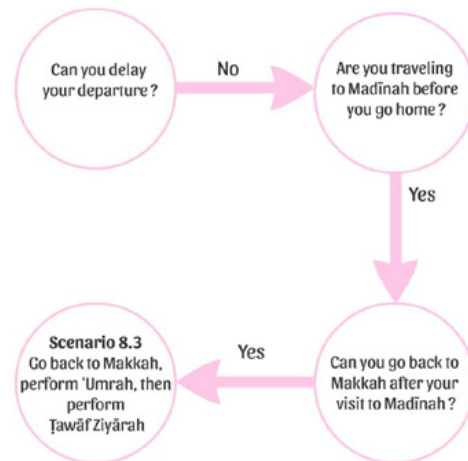 Can you delay
your departure ?
No
Are you traveling
to Madīnah before
you go home ?
Yes
Can you go back to
Makkah after your
visit to Madīnah ?
Yes
Scenario 8.3
Go back to Makkah,
perform 'Umrah, then
perform
Ṭawāf Ziyārah